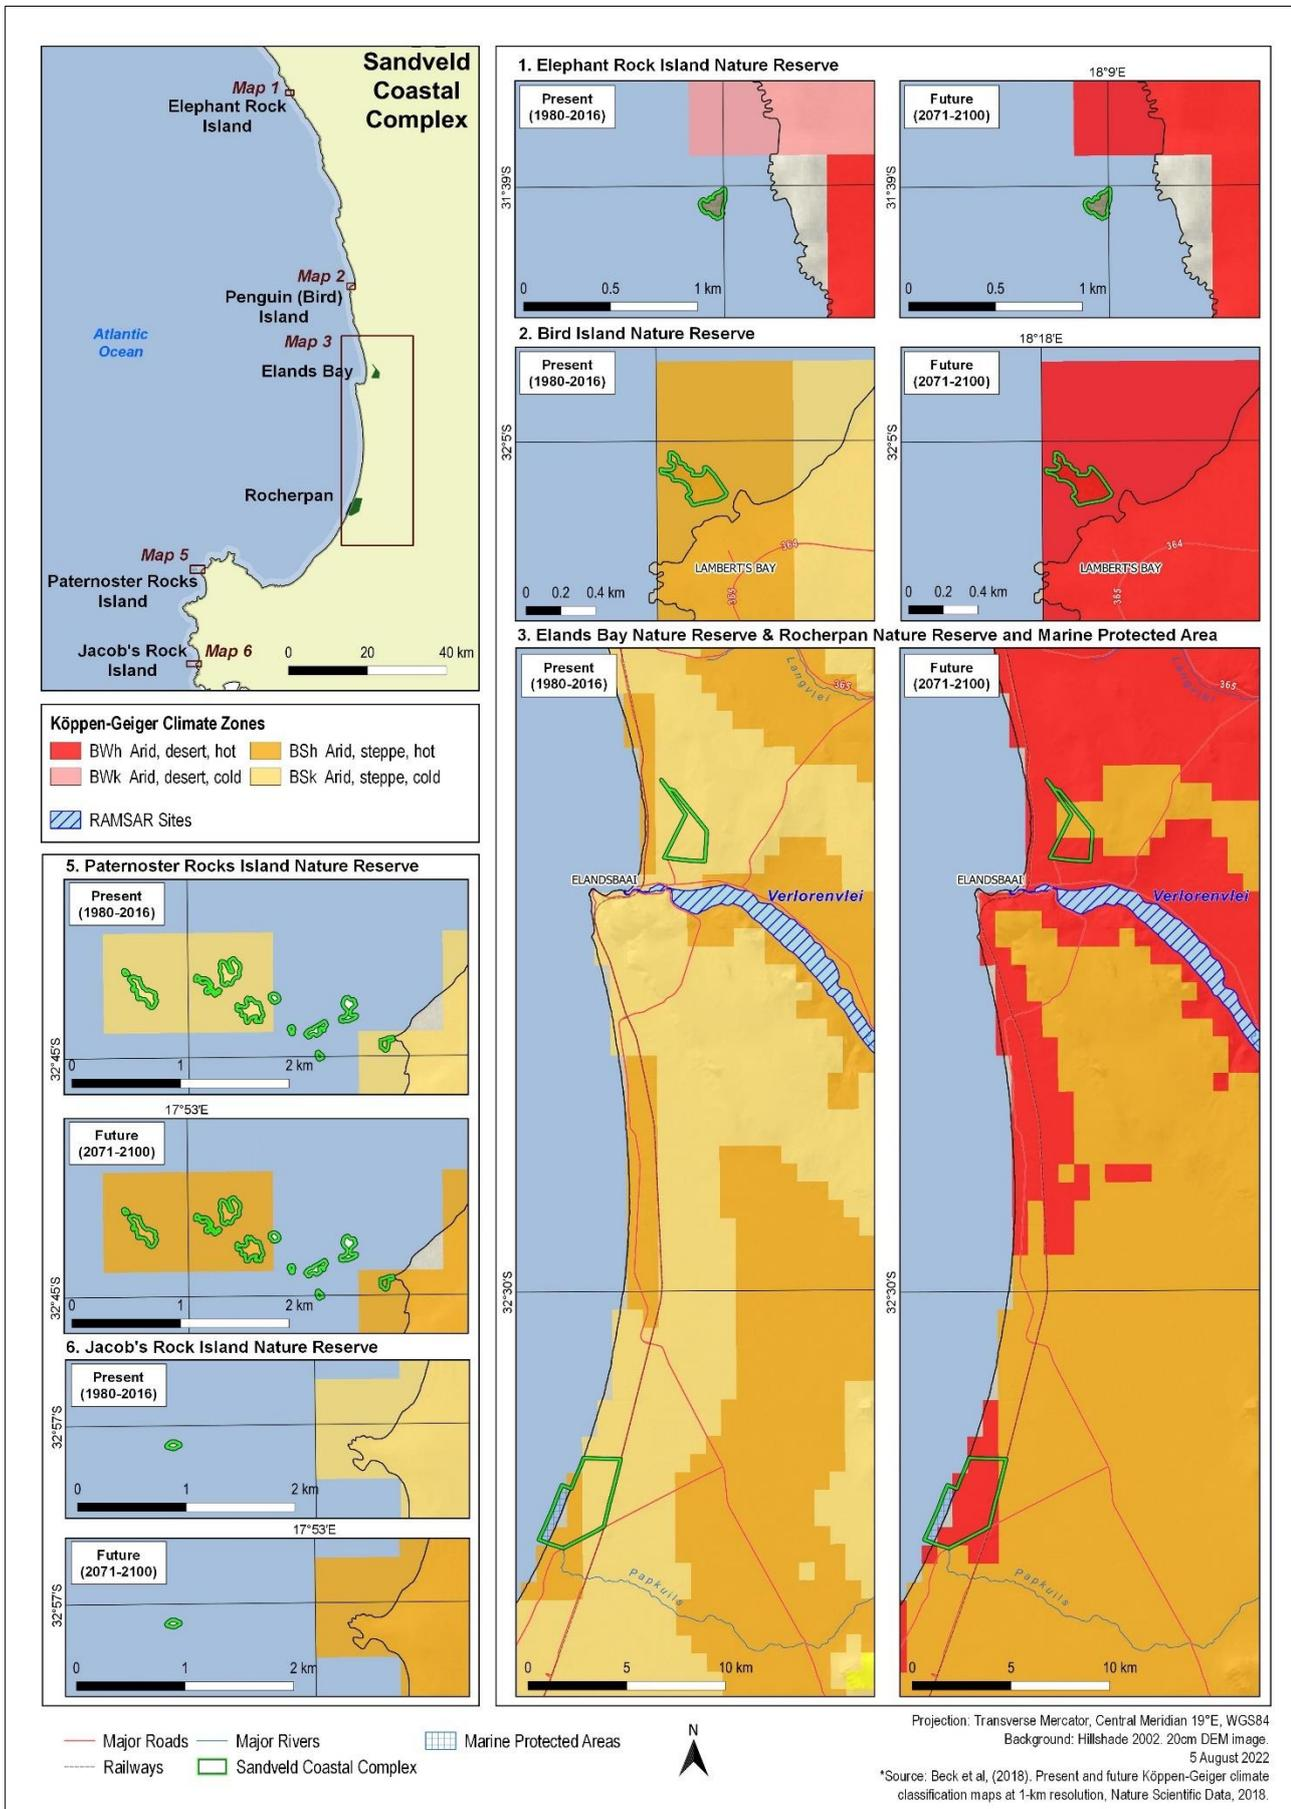 Sandveld
Coastal
Complex
Map 1
Elephant Rock
Island
Map 2
Penguin (Bird)
Island
Map 3
Atlantic
Ocean
Elands Bay
Rocherpan
Map 5
Paternoster Rocks
Island
Jacob's Rock
Island
Map 6
0 20 40 km
Köppen-Geiger Climate Zones
BWh Arid, desert, hot
BSh Arid, steppe, hot
BWk Arid, desert, cold
BSk Arid, steppe, cold
RAMSAR Sites
5. Paternoster Rocks Island Nature Reserve
Present
(1980-2016)
32°45'S
0 1 2 km
17°53'E
Future
(2071-2100)
32°45'S
0 1 2 km
6. Jacob's Rock Island Nature Reserve
Present
(1980-2016)
32°57'S
0 1 2 km
17°53'E
Future
(2071-2100)
32°57'S
0 1 2 km
1. Elephant Rock Island Nature Reserve
18°9'E
Present
(1980-2016)
31°39'S
0 0.5 1 km
Future
(2071-2100)
31°39'S
0 0.5 1 km
2. Bird Island Nature Reserve
18°18'E
Present
(1980-2016)
32°5'S
364
LAMBERT'S BAY
365
0 0.2 0.4 km
Future
(2071-2100)
32°5'S
364
LAMBERT'S BAY
365
0 0.2 0.4 km
3. Elands Bay Nature Reserve & Rocherpan Nature Reserve and Marine Protected Area
Present
(1980-2016)
Langvlei
365
ELANDSBAAI
Verlorenvlei
32°30'S
Papkuils
0 5 10 km
Future
(2071-2100)
Langvlei
365
ELANDSBAAI
Verlorenvlei
32°30'S
Papkuils
0 5 10 km
Major Roads
Major Rivers
Marine Protected Areas
Railways
Sandveld Coastal Complex
N
Projection: Transverse Mercator, Central Meridian 19°E, WGS84
Background: Hillshade 2002. 20cm DEM image.
5 August 2022
*Source: Beck et al, (2018). Present and future Köppen-Geiger climate
classification maps at 1-km resolution, Nature Scientific Data, 2018.